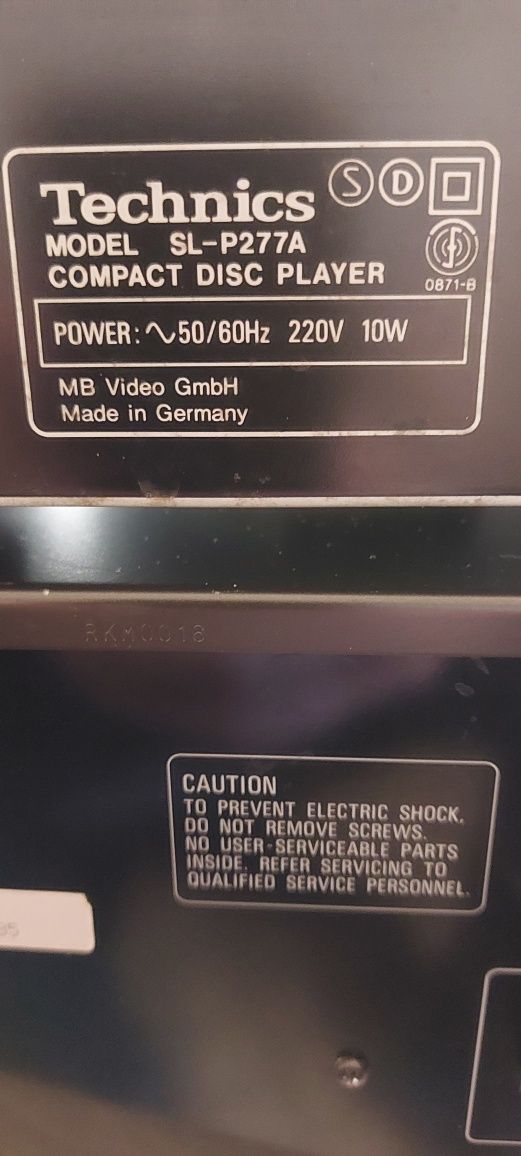 Technics S D
MODEL SL-P277A
COMPACT DISC PLAYER
0871-B
POWER: ∿50/60Hz 220V 10W
MB Video GmbH
Made in Germany
RKM0018
CAUTION
TO PREVENT ELECTRIC SHOCK,
DO NOT REMOVE SCREWS.
NO USER-SERVICEABLE PARTS
INSIDE. REFER SERVICING TO
QUALIFIED SERVICE PERSONNEL.